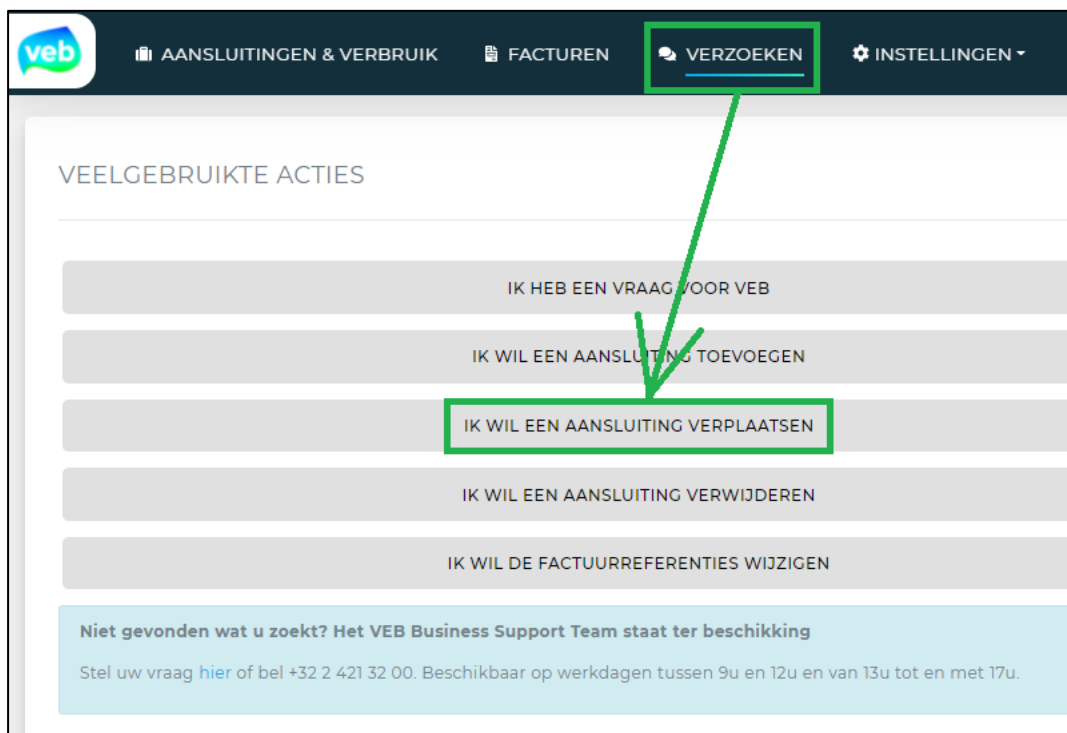 veb AANSLUITINGEN & VERBRUIK FACTUREN VERZOEKEN INSTELLINGEN
VEELGEBRUIKTE ACTIES
IK HEB EEN VRAAG VOOR VEB
IK WIL EEN AANSLUITING TOEVOEGEN
IK WIL EEN AANSLUITING VERPLAATSEN
IK WIL EEN AANSLUITING VERWIJDEREN
IK WIL DE FACTUURREFERENTIES WIJZIGEN
Niet gevonden wat u zoekt? Het VEB Business Support Team staat ter beschikking
Stel uw vraag hier of bel +32 2 421 32 00. Beschikbaar op werkdagen tussen 9u en 12u en van 13u tot en met 17u.